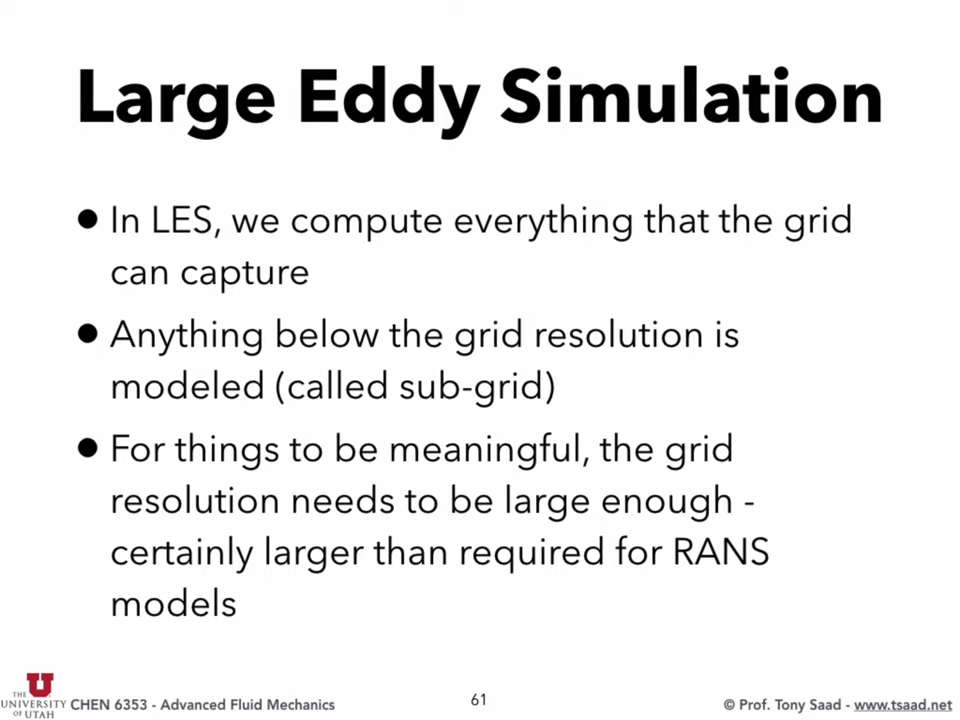 Large Eddy Simulation
• In LES, we compute everything that the grid
can capture
• Anything below the grid resolution is
modeled (called sub-grid)
• For things to be meaningful, the grid
resolution needs to be large enough -
certainly larger than required for RANS
models
THE
UNIVERSITY
OF UTAH
CHEN 6353 - Advanced Fluid Mechanics
61
© Prof. Tony Saad - www.tsaad.net